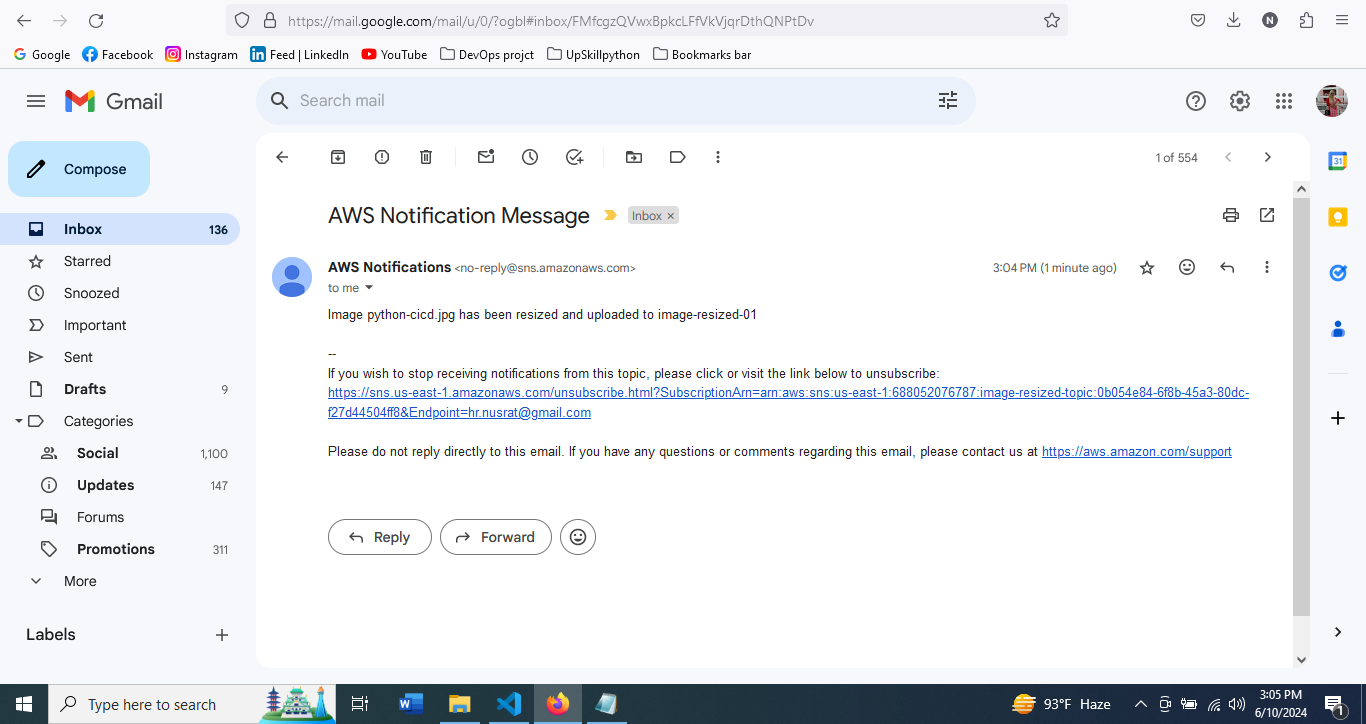 https://mail.google.com/mail/u/0/?ogbl#inbox/FMfcgzQVwxBpkcLFfVkVjqrDthQNPtDv
N
Google Facebook Instagram Feed | LinkedIn YouTube DevOps projct UpSkillpython Bookmarks bar
Gmail
Search mail
Compose
1 of 554
Inbox 136
Starred
Snoozed
Important
Sent
Drafts 9
Categories
Social 1,100
Updates 147
Forums
Promotions 311
More
Labels
AWS Notification Message Inbox ×
AWS Notifications <no-reply@sns.amazonaws.com> 3:04 PM (1 minute ago)
to me
Image python-cicd.jpg has been resized and uploaded to image-resized-01
--
If you wish to stop receiving notifications from this topic, please click or visit the link below to unsubscribe:
https://sns.us-east-1.amazonaws.com/unsubscribe.html?SubscriptionArn=arn:aws:sns:us-east-1:688052076787:image-resized-topic:0b054e84-6f8b-45a3-80dc-
f27d44504ff8&Endpoint=hr.nusrat@gmail.com
Please do not reply directly to this email. If you have any questions or comments regarding this email, please contact us at https://aws.amazon.com/support
Reply Forward
31
Type here to search
W
93°F Haze
3:05 PM
6/10/2024
1